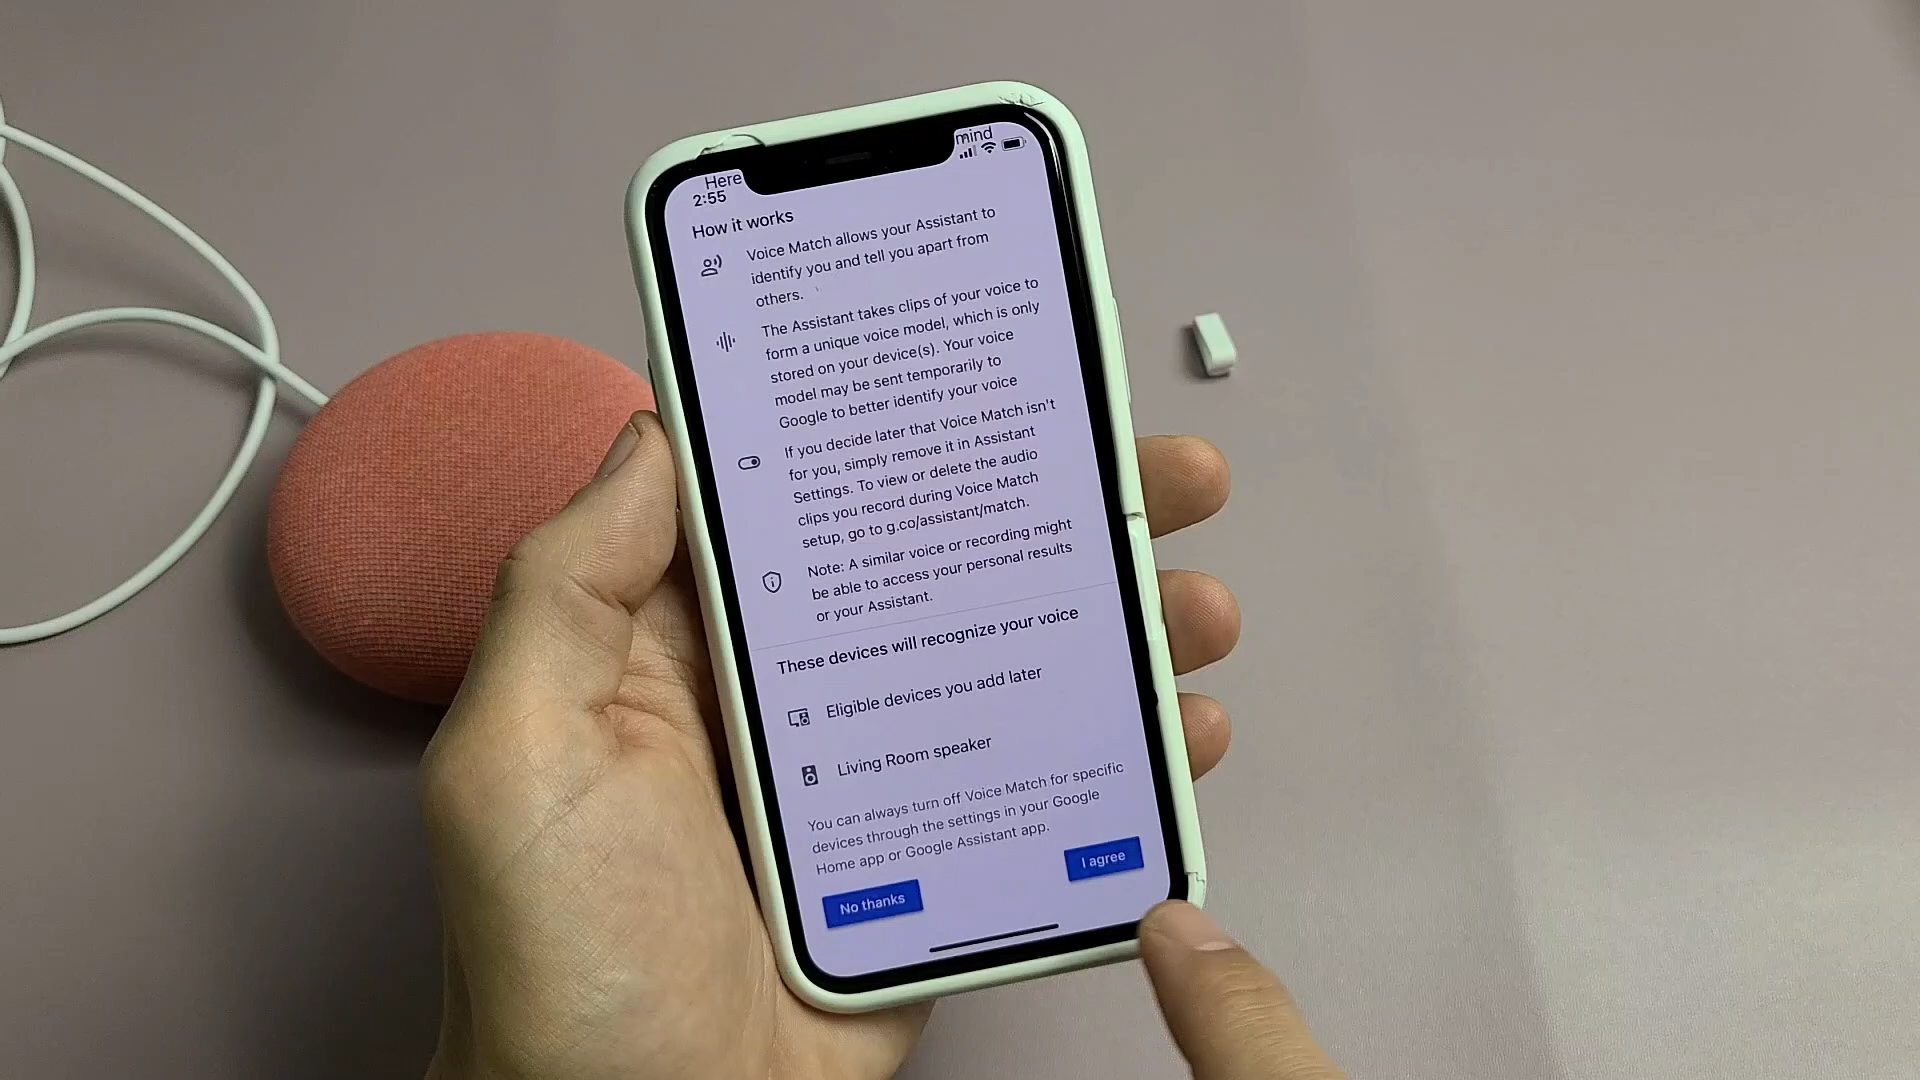 Here
mind
2:55
How it works
Voice Match allows your Assistant to
identify you and tell you apart from
others.
The Assistant takes clips of your voice to
form a unique voice model, which is only
stored on your device(s). Your voice
model may be sent temporarily to
Google to better identify your voice
If you decide later that Voice Match isn't
for you, simply remove it in Assistant
Settings. To view or delete the audio
clips you record during Voice Match
setup, go to g.co/assistant/match.
Note: A similar voice or recording might
be able to access your personal results
or your Assistant.
These devices will recognize your voice
Eligible devices you add later
Living Room speaker
You can always turn off Voice Match for specific
devices through the settings in your Google
Home app or Google Assistant app.
No thanks
I agree